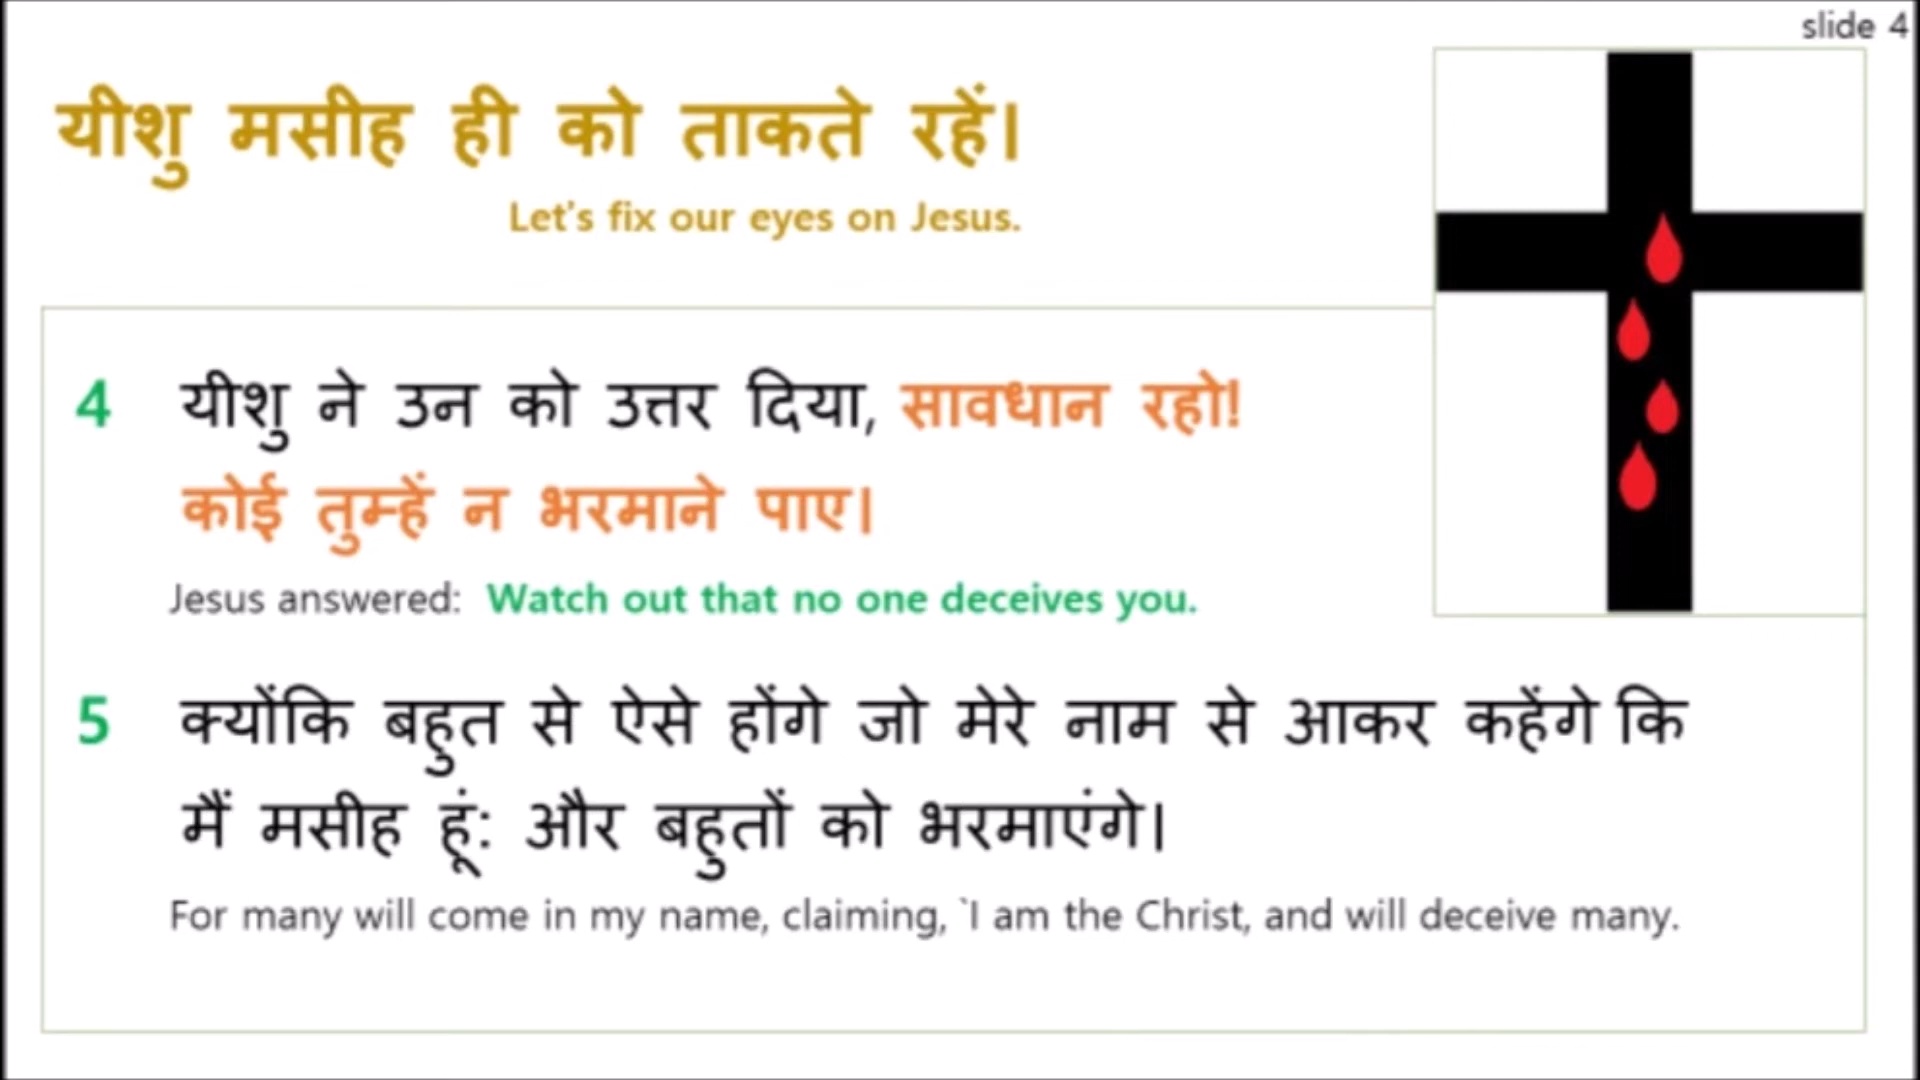 slide 4
यीशु मसीह ही को ताकते रहें।
Let's fix our eyes on Jesus.
4 यीशु ने उन को उत्तर दिया, सावधान रहो!
कोई तुम्हें न भरमाने पाए।
Jesus answered: Watch out that no one deceives you.
5 क्योंकि बहुत से ऐसे होंगे जो मेरे नाम से आकर कहेंगे कि
मैं मसीह हूं: और बहुतों को भरमाएंगे।
For many will come in my name, claiming, `I am the Christ, and will deceive many.